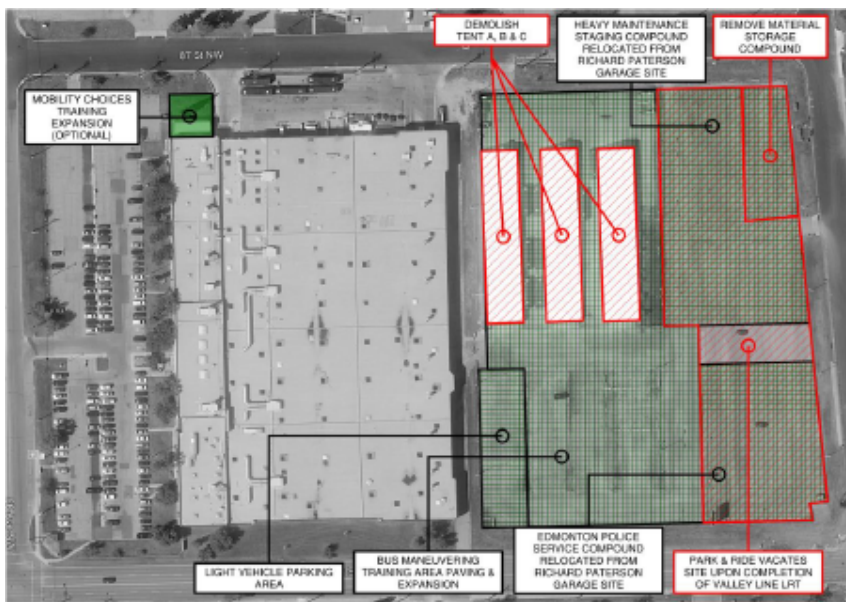 DEMOLISH
TENT A, B & C
HEAVY MAINTENANCE
STAGING COMPOUND
RELOCATED FROM
RICHARD PATERSON
GARAGE SITE
REMOVE MATERIAL
STORAGE
COMPOUND
MOBILITY CHOICES
TRAINING
EXPANSION
(OPTIONAL)
LIGHT VEHICLE PARKING
AREA
BUS MANEUVERING
TRAINING AREA PAVING &
EXPANSION
EDMONTON POLICE
SERVICE COMPOUND
RELOCATED FROM
RICHARD PATERSON
GARAGE SITE
PARK & RIDE VACATES
SITE UPON COMPLETION
OF VALLEY LINE LRT